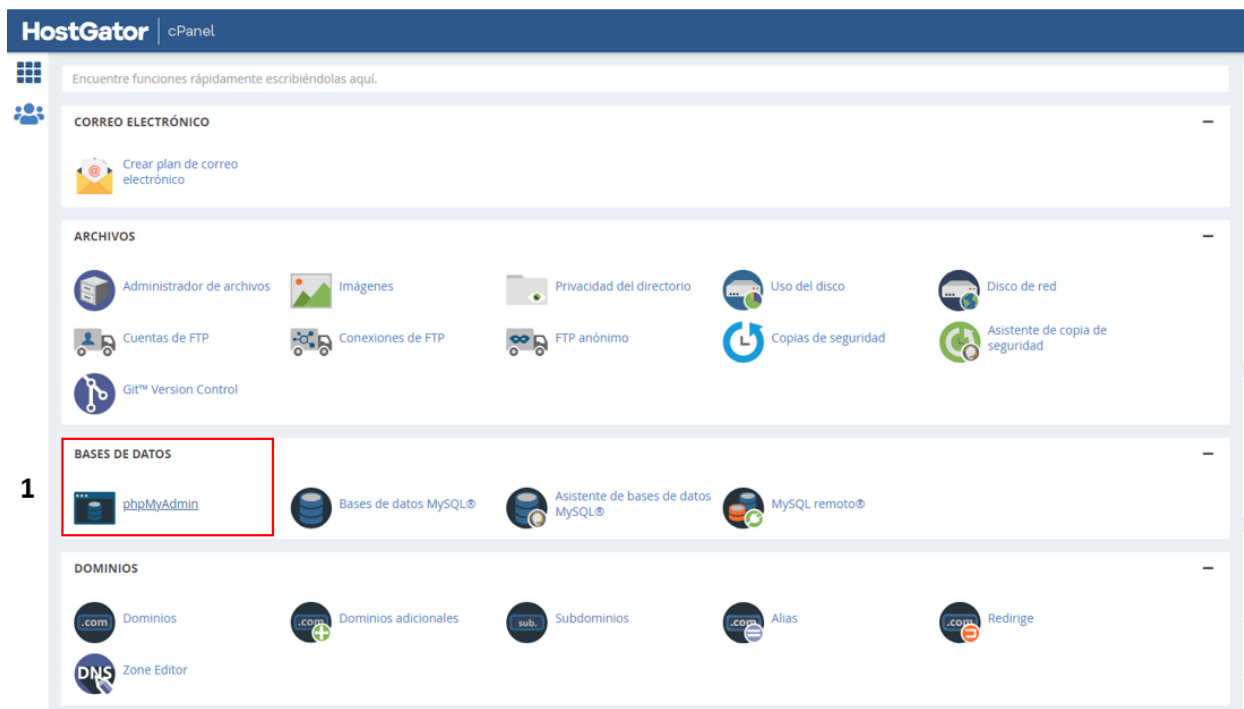 HostGator | cPanel
Encuentre funciones rápidamente escribiéndolas aquí.
CORREO ELECTRÓNICO
@
Crear plan de correo
electrónico
ARCHIVOS
Administrador de archivos
Imágenes
Privacidad del directorio
Uso del disco
Disco de red
Cuentas de FTP
Conexiones de FTP
FTP anónimo
Copias de seguridad
Asistente de copia de
seguridad
Git™ Version Control
BASES DE DATOS
1
phpMyAdmin
Bases de datos MySQL®
Asistente de bases de datos
MySQL®
MySQL remoto®
DOMINIOS
.com
Dominios
.com
Dominios adicionales
sub.
Subdominios
.com
Alias
.com
Redirige
DNS
Zone Editor